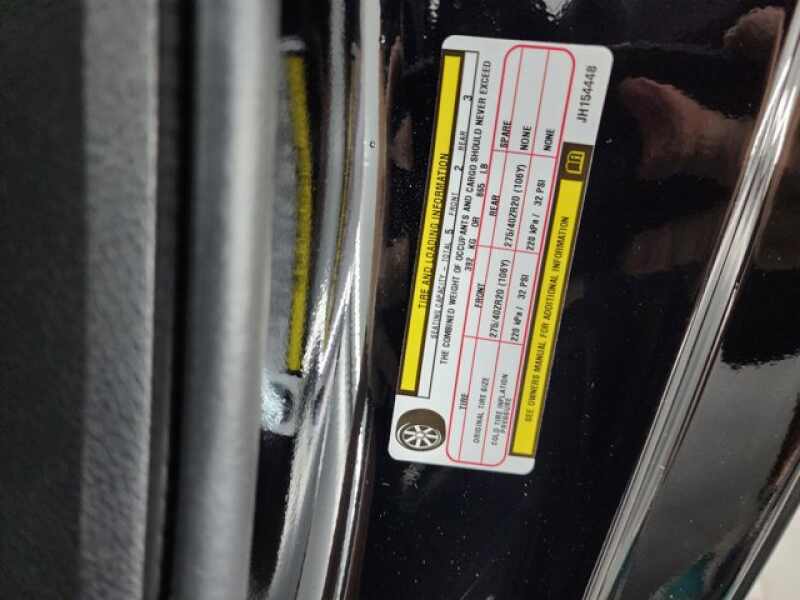 TIRE AND LOADING INFORMATION
SEATING CAPACITY - TOTAL 5 FRONT 2 REAR 3
THE COMBINED WEIGHT OF OCCUPANTS AND CARGO SHOULD NEVER EXCEED
392 KG OR 865 LB
TIRE FRONT REAR SPARE
ORIGINAL TIRE SIZE 275/40ZR20 (106Y) 275/40ZR20 (106Y) NONE
COLD TIRE INFLATION PRESSURE 220 kPa / 32 PSI 220 kPa / 32 PSI NONE
SEE OWNERS MANUAL FOR ADDITIONAL INFORMATION
JH154448